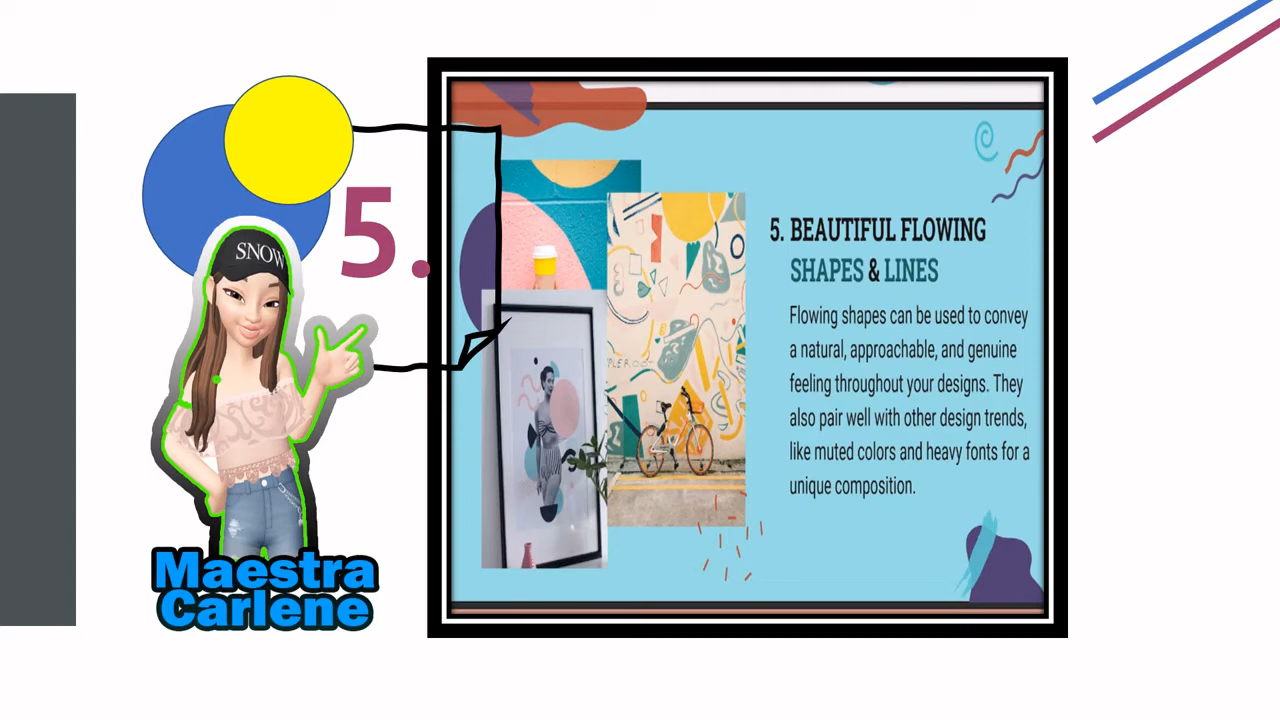 SNOW
5.
Maestra
Carlene
5. BEAUTIFUL FLOWING
SHAPES & LINES
Flowing shapes can be used to convey
a natural, approachable, and genuine
feeling throughout your designs. They
also pair well with other design trends,
like muted colors and heavy fonts for a
unique composition.